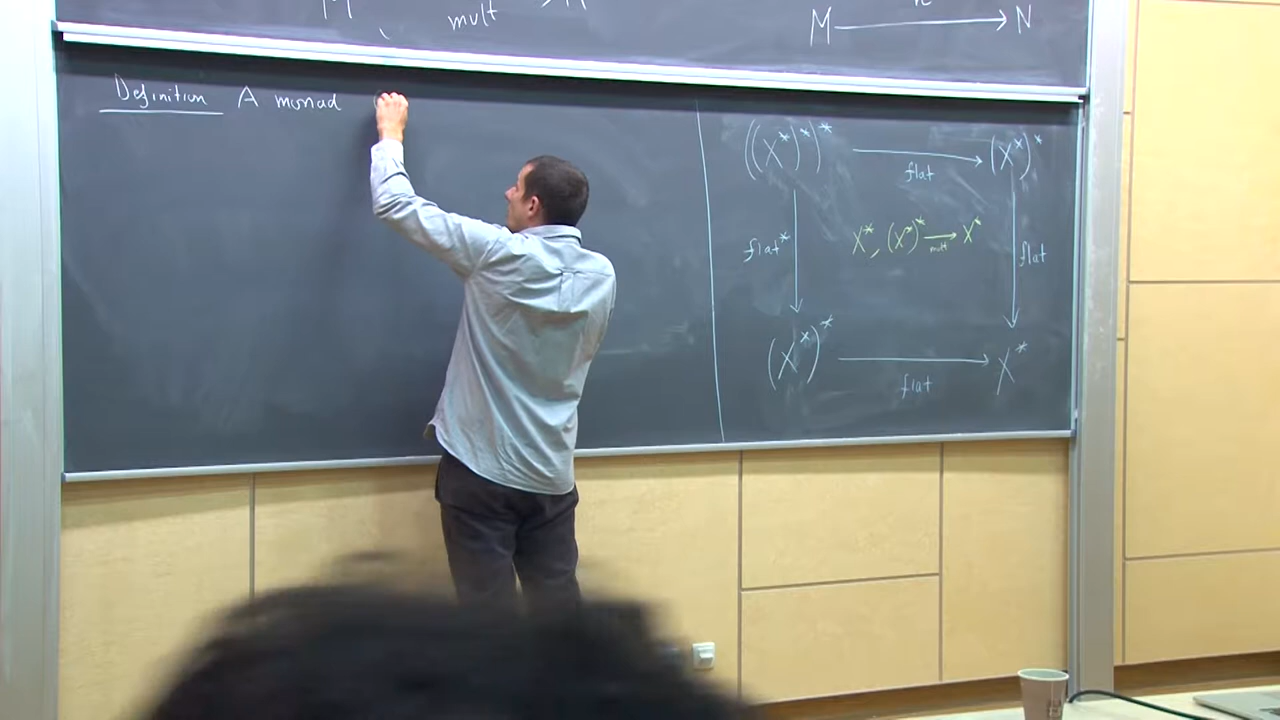 mult
M → N
Definition A monad
((X*)*)* → (X*)*
flat
flat*
X*, (X*)* → X*
mult
flat
(X*)* → X*
flat